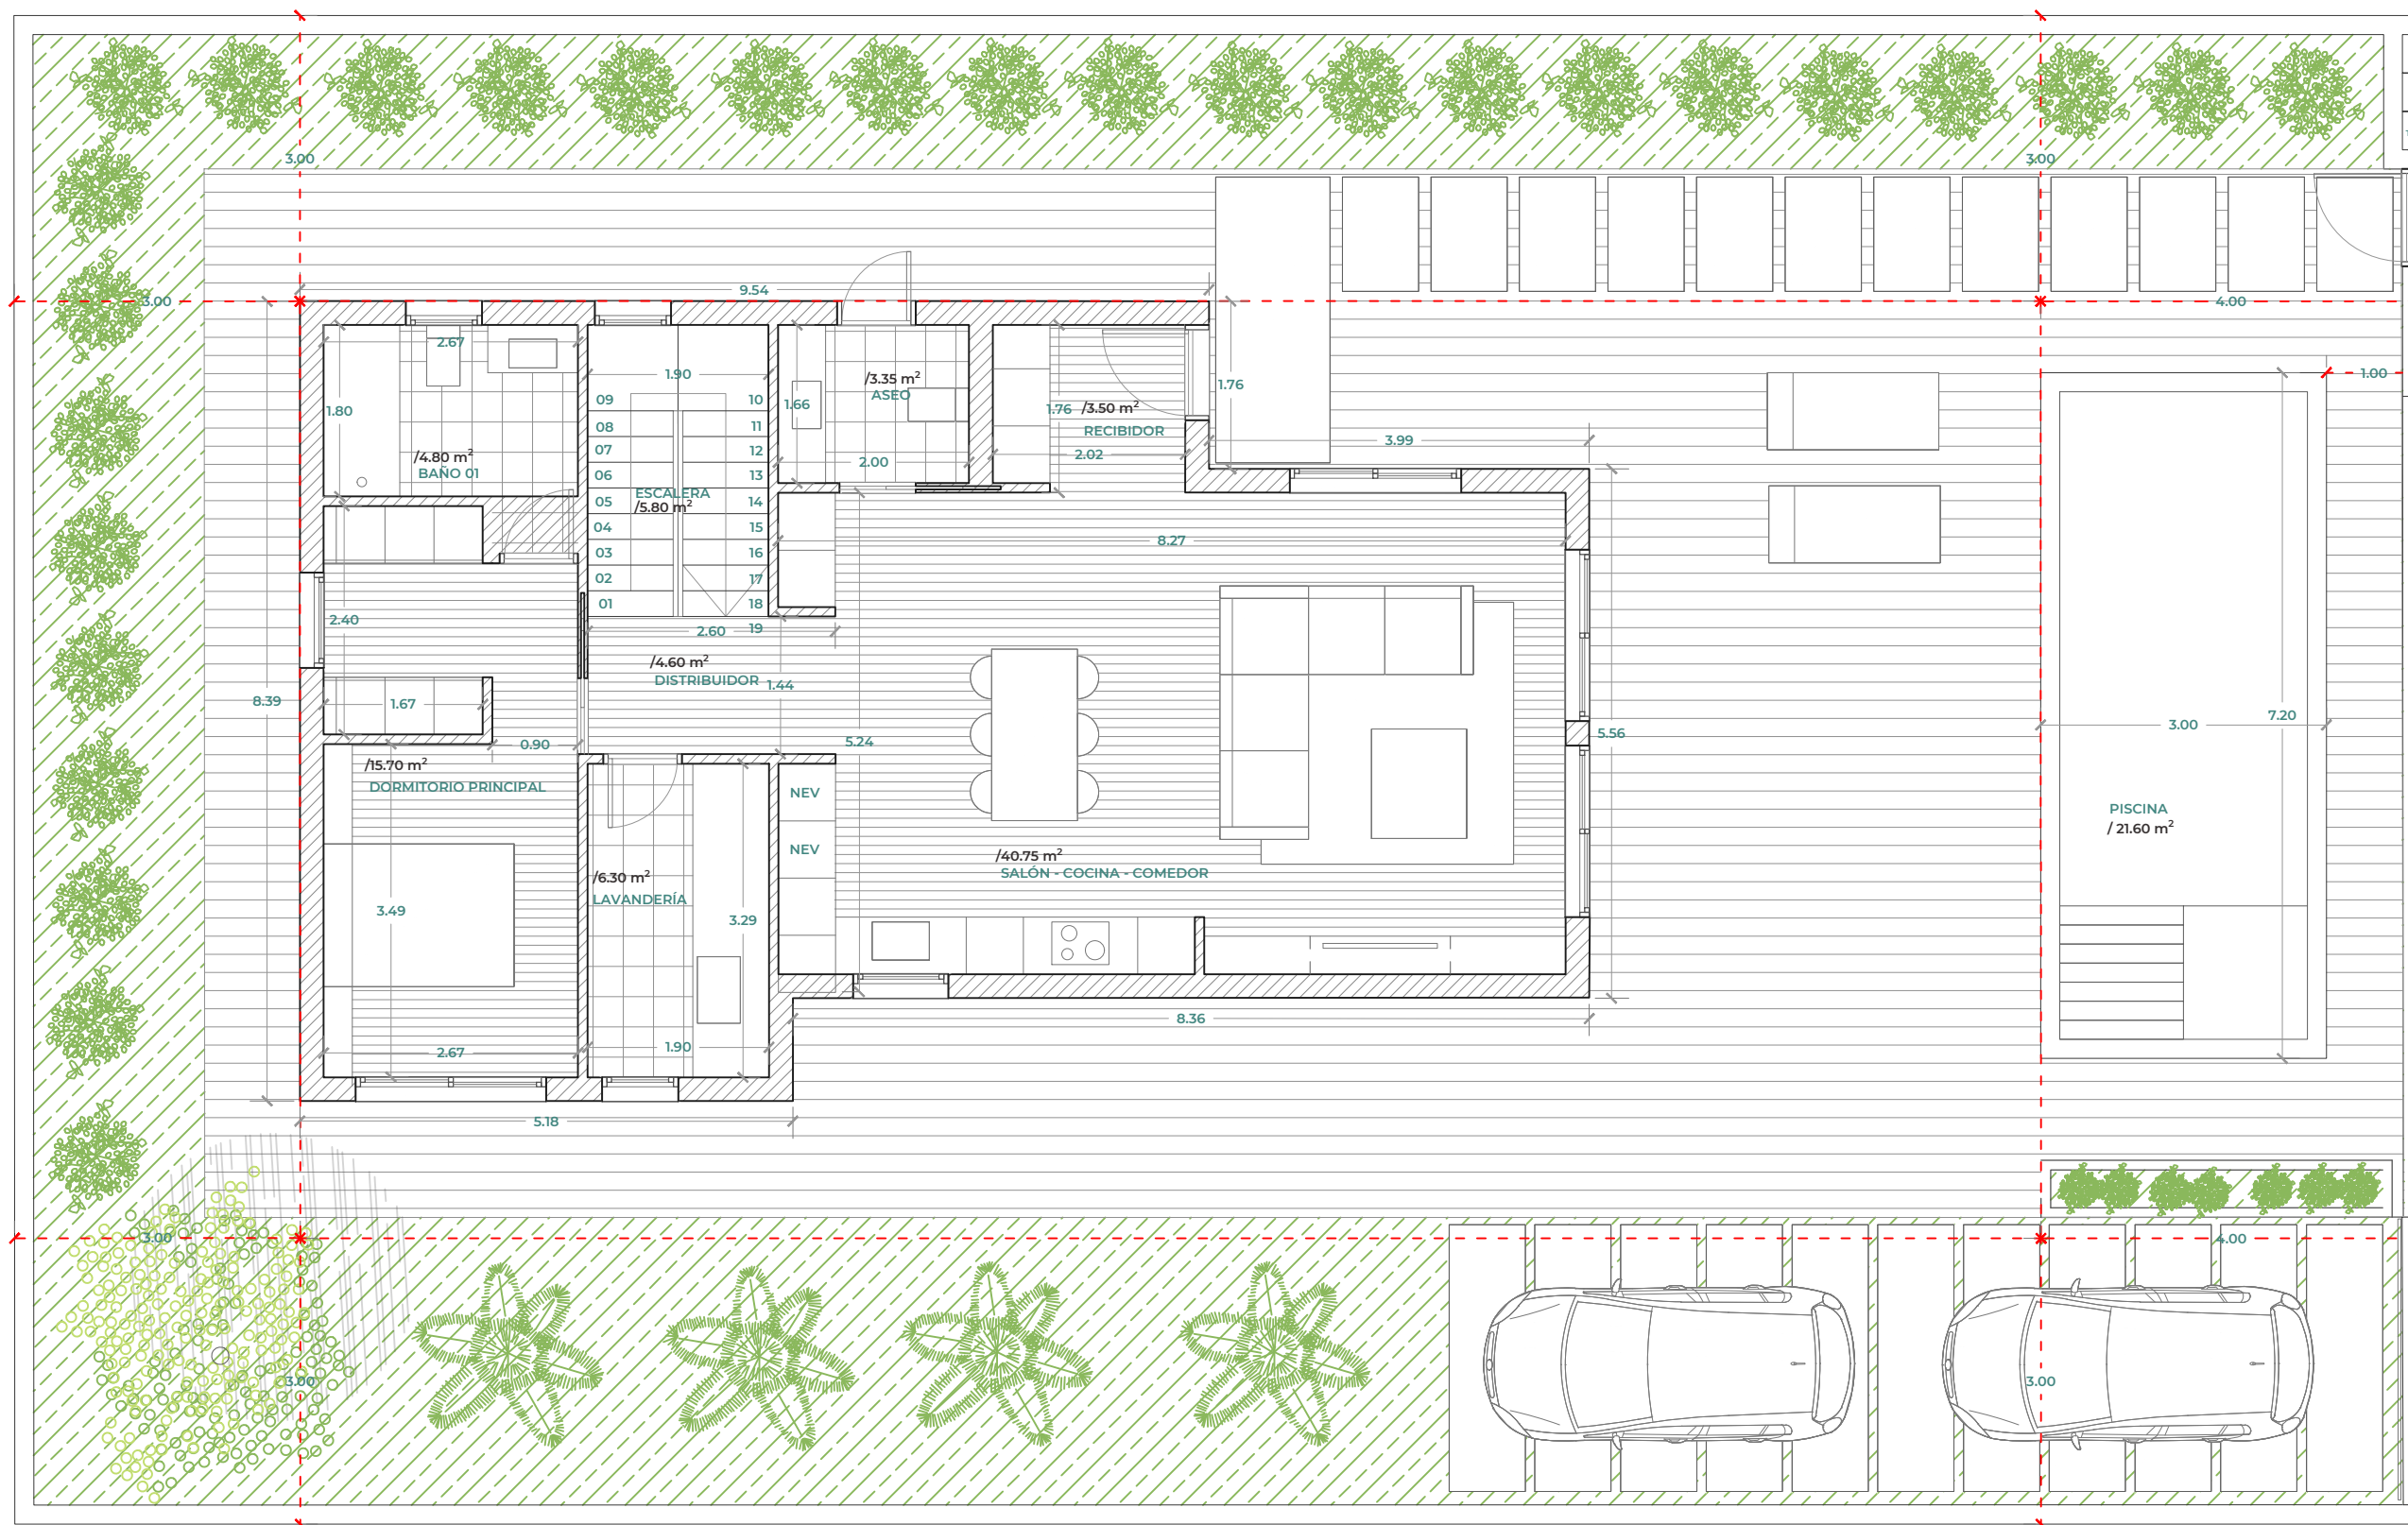 3.00
3.00
3.00
9.54
4.00
2.67
1.90
/3.35 m²
ASEO
1.76
1.00
1.80
09
10
1.66
1.76
/3.50 m²
RECIBIDOR
08
11
3.99
07
12
2.00
2.02
/4.80 m²
BAÑO 01
06
13
ESCALERA
/5.80 m²
05
14
04
15
8.27
03
16
02
17
01
18
2.40
2.60
19
/4.60 m²
DISTRIBUIDOR
1.44
8.39
1.67
7.20
0.90
5.24
5.56
3.00
/15.70 m²
DORMITORIO PRINCIPAL
NEV
PISCINA
/ 21.60 m²
NEV
/40.75 m²
SALÓN - COCINA - COMEDOR
/6.30 m²
LAVANDERÍA
3.49
3.29
8.36
2.67
1.90
5.18
3.00
4.00
3.00
3.00